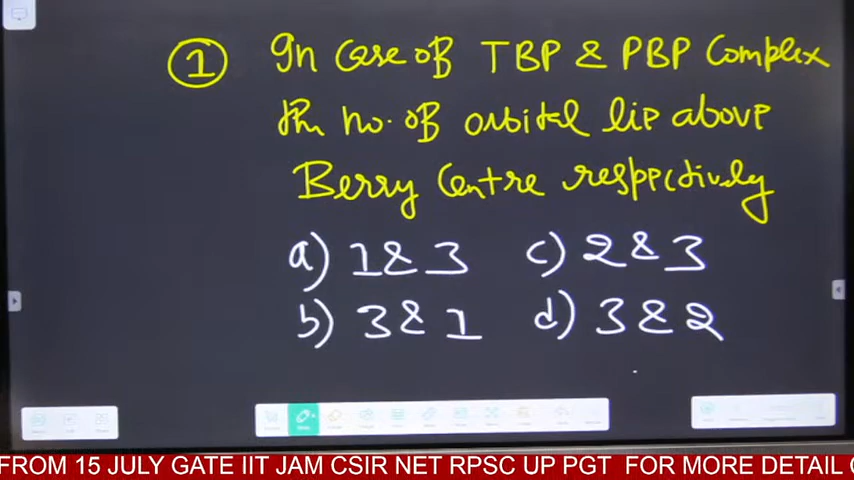 1 In case of TBP & PBP Complex
the no. of orbital lie above
Berry Centre respectively
a) 1 & 3 c) 2 & 3
b) 3 & 1 d) 3 & 2
FROM 15 JULY GATE IIT JAM CSIR NET RPSC UP PGT FOR MORE DETAIL